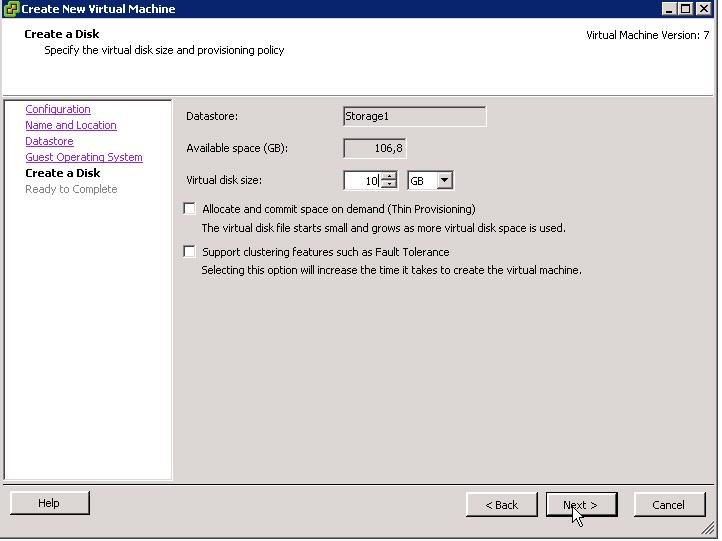 Create New Virtual Machine
Create a Disk
Specify the virtual disk size and provisioning policy
Virtual Machine Version: 7
Configuration
Name and Location
Datastore
Guest Operating System
Create a Disk
Ready to Complete
Datastore:
Storage1
Available space (GB):
106,8
Virtual disk size:
10
GB
Allocate and commit space on demand (Thin Provisioning)
The virtual disk file starts small and grows as more virtual disk space is used.
Support clustering features such as Fault Tolerance
Selecting this option will increase the time it takes to create the virtual machine.
Help
< Back
Next >
Cancel